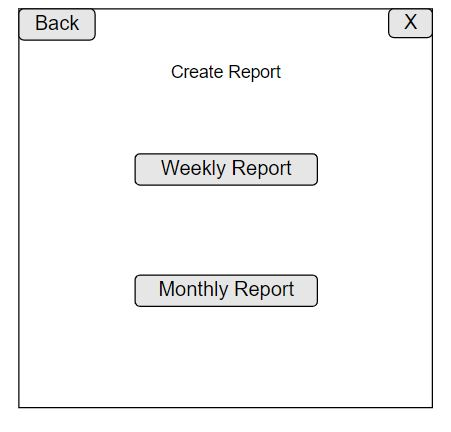 Back
X
Create Report
Weekly Report
Monthly Report